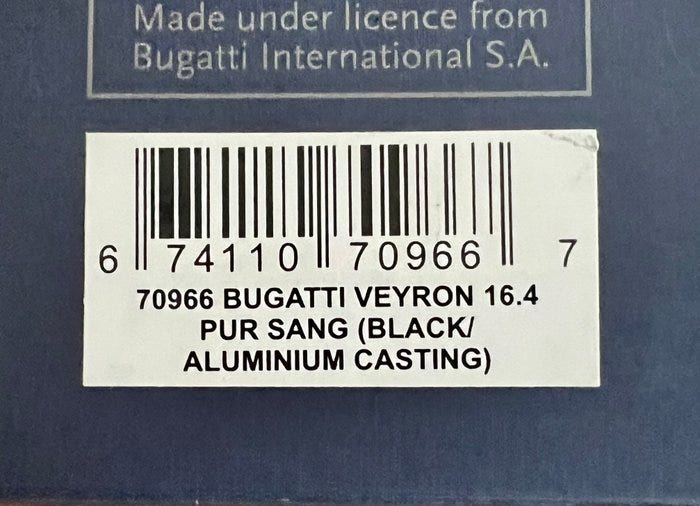 Made under licence from
Bugatti International S.A.
6 74110 70966 7
70966 BUGATTI VEYRON 16.4
PUR SANG (BLACK/
ALUMINIUM CASTING)